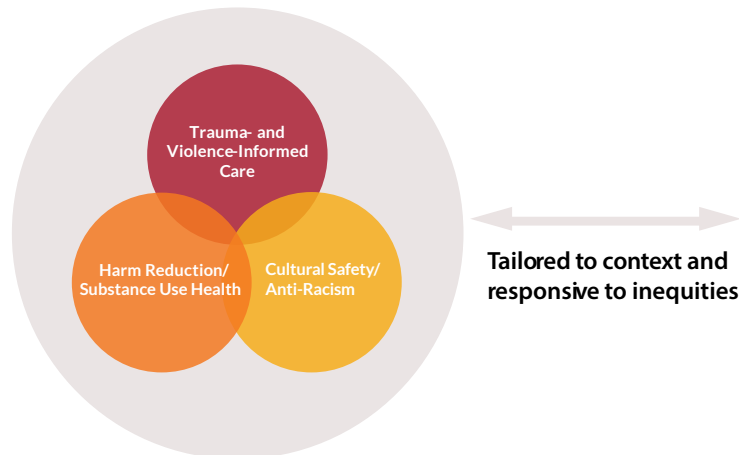 Trauma- and
Violence-Informed
Care
Harm Reduction/
Substance Use Health
Cultural Safety/
Anti-Racism
Tailored to context and
responsive to inequities